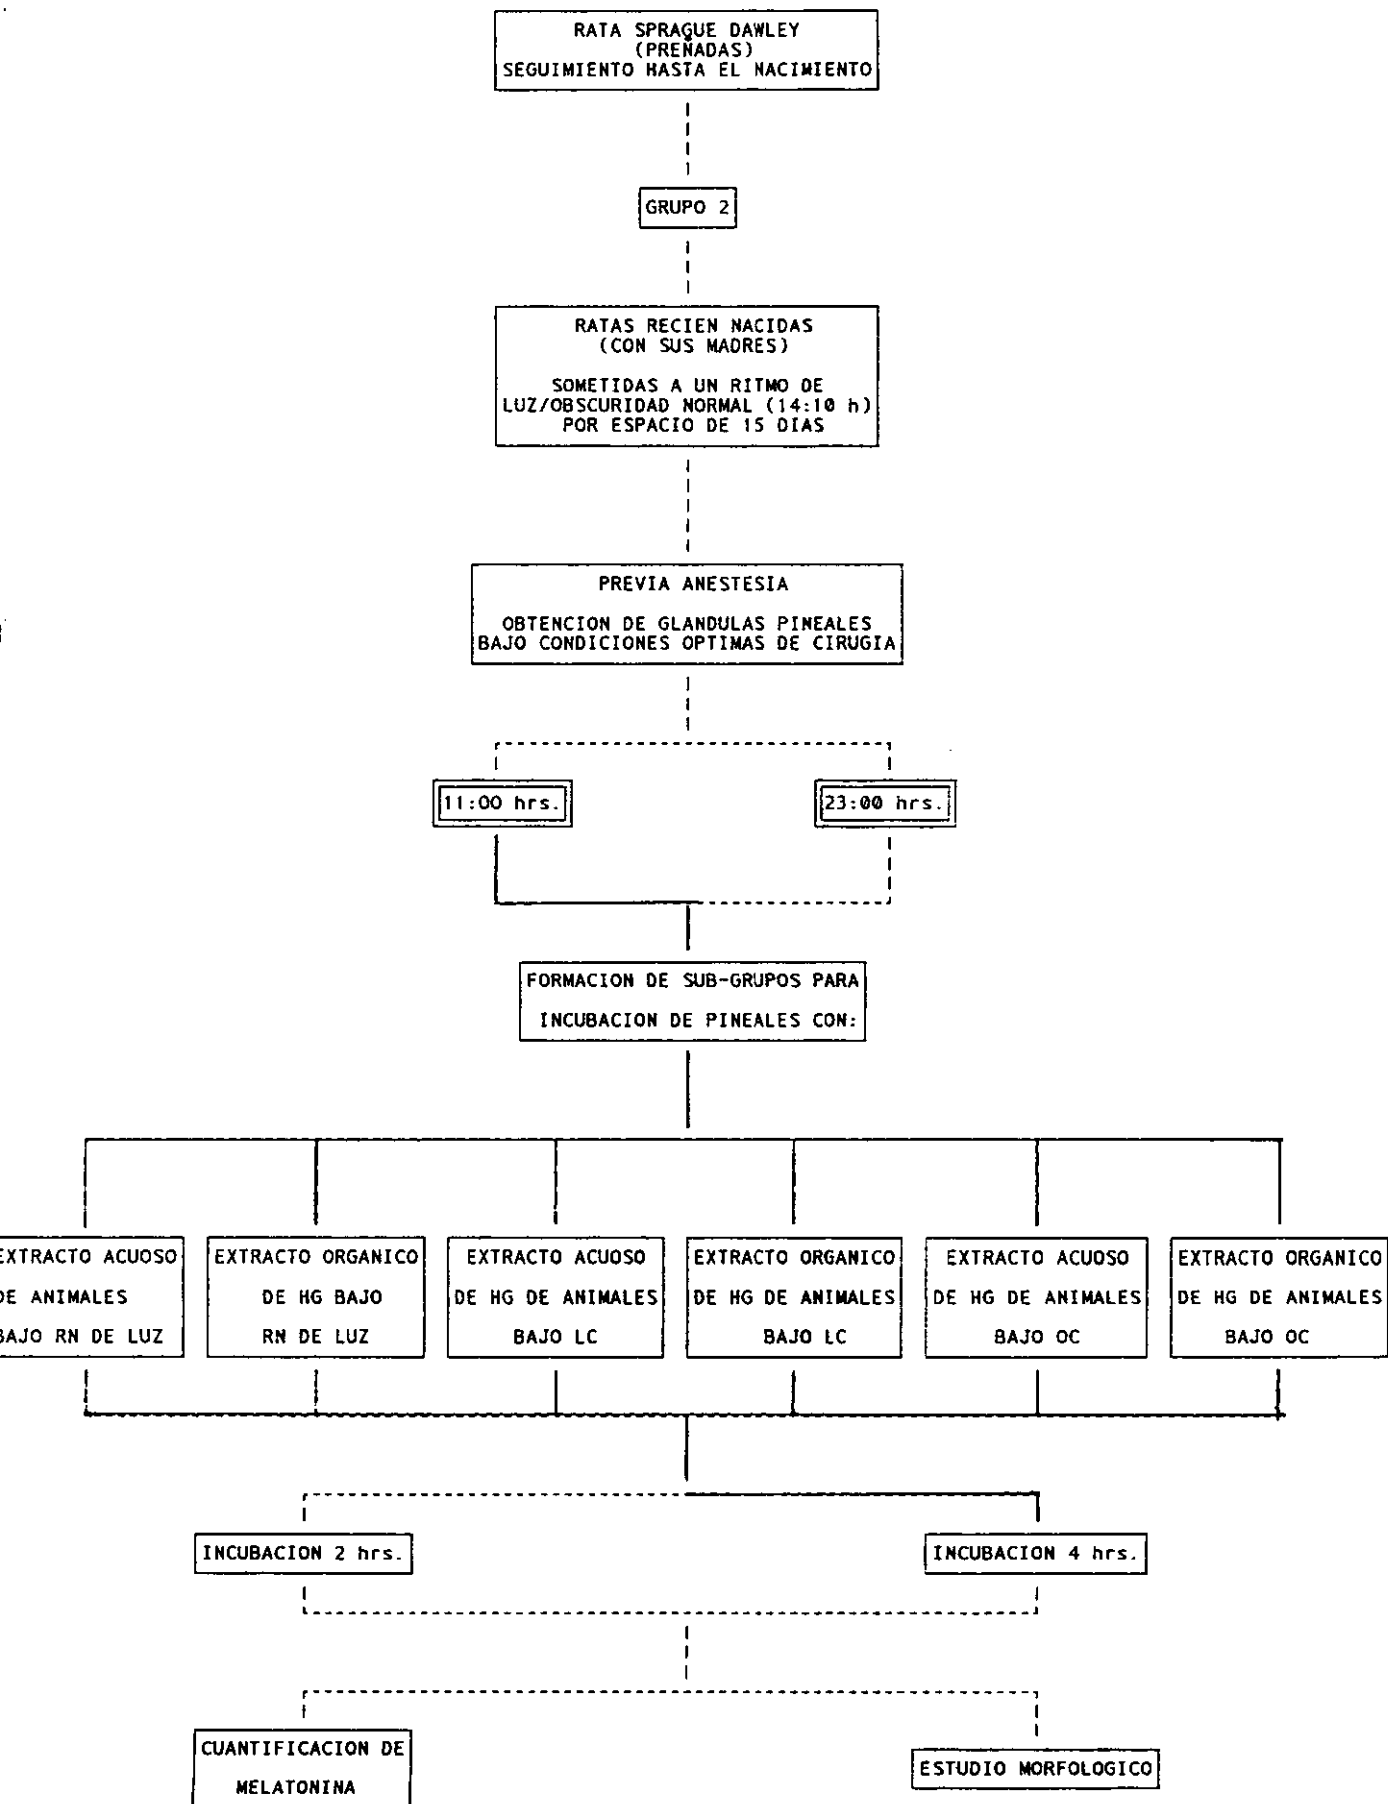 RATA SPRAGUE DAWLEY
(PREÑADAS)
SEGUIMIENTO HASTA EL NACIMIENTO
GRUPO 2
RATAS RECIEN NACIDAS
(CON SUS MADRES)
SOMETIDAS A UN RITMO DE
LUZ/OBSCURIDAD NORMAL (14:10 h)
POR ESPACIO DE 15 DIAS
PREVIA ANESTESIA
OBTENCION DE GLANDULAS PINEALES
BAJO CONDICIONES OPTIMAS DE CIRUGIA
11:00 hrs.
23:00 hrs.
FORMACION DE SUB-GRUPOS PARA
INCUBACION DE PINEALES CON:
EXTRACTO ACUOSO
DE ANIMALES
BAJO RN DE LUZ
EXTRACTO ORGANICO
DE HG BAJO
RN DE LUZ
EXTRACTO ACUOSO
DE HG DE ANIMALES
BAJO LC
EXTRACTO ORGANICO
DE HG DE ANIMALES
BAJO LC
EXTRACTO ACUOSO
DE HG DE ANIMALES
BAJO OC
EXTRACTO ORGANICO
DE HG DE ANIMALES
BAJO OC
INCUBACION 2 hrs.
INCUBACION 4 hrs.
CUANTIFICACION DE
MELATONINA
ESTUDIO MORFOLOGICO